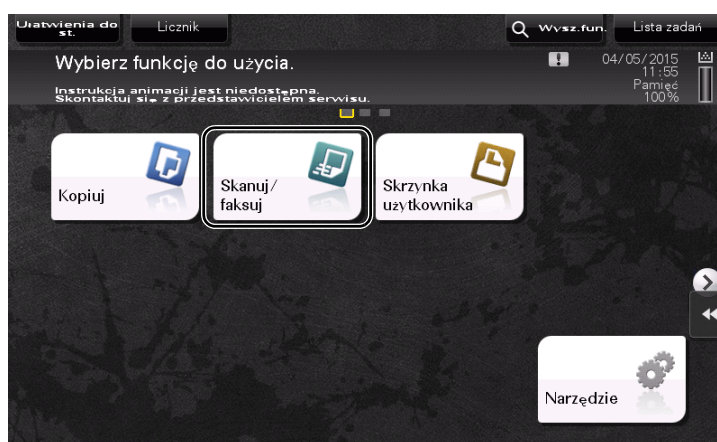 Ułatwienia do
st.
Licznik
Wysz.fun.
Lista zadań
Wybierz funkcję do użycia.
Instrukcja animacji jest niedostępna.
Skontaktuj się z przedstawicielem serwisu.
04/05/2015
11:55
Pamięć
100%
Kopiuj
Skanuj/
faksuj
Skrzynka
użytkownika
Narzędzie